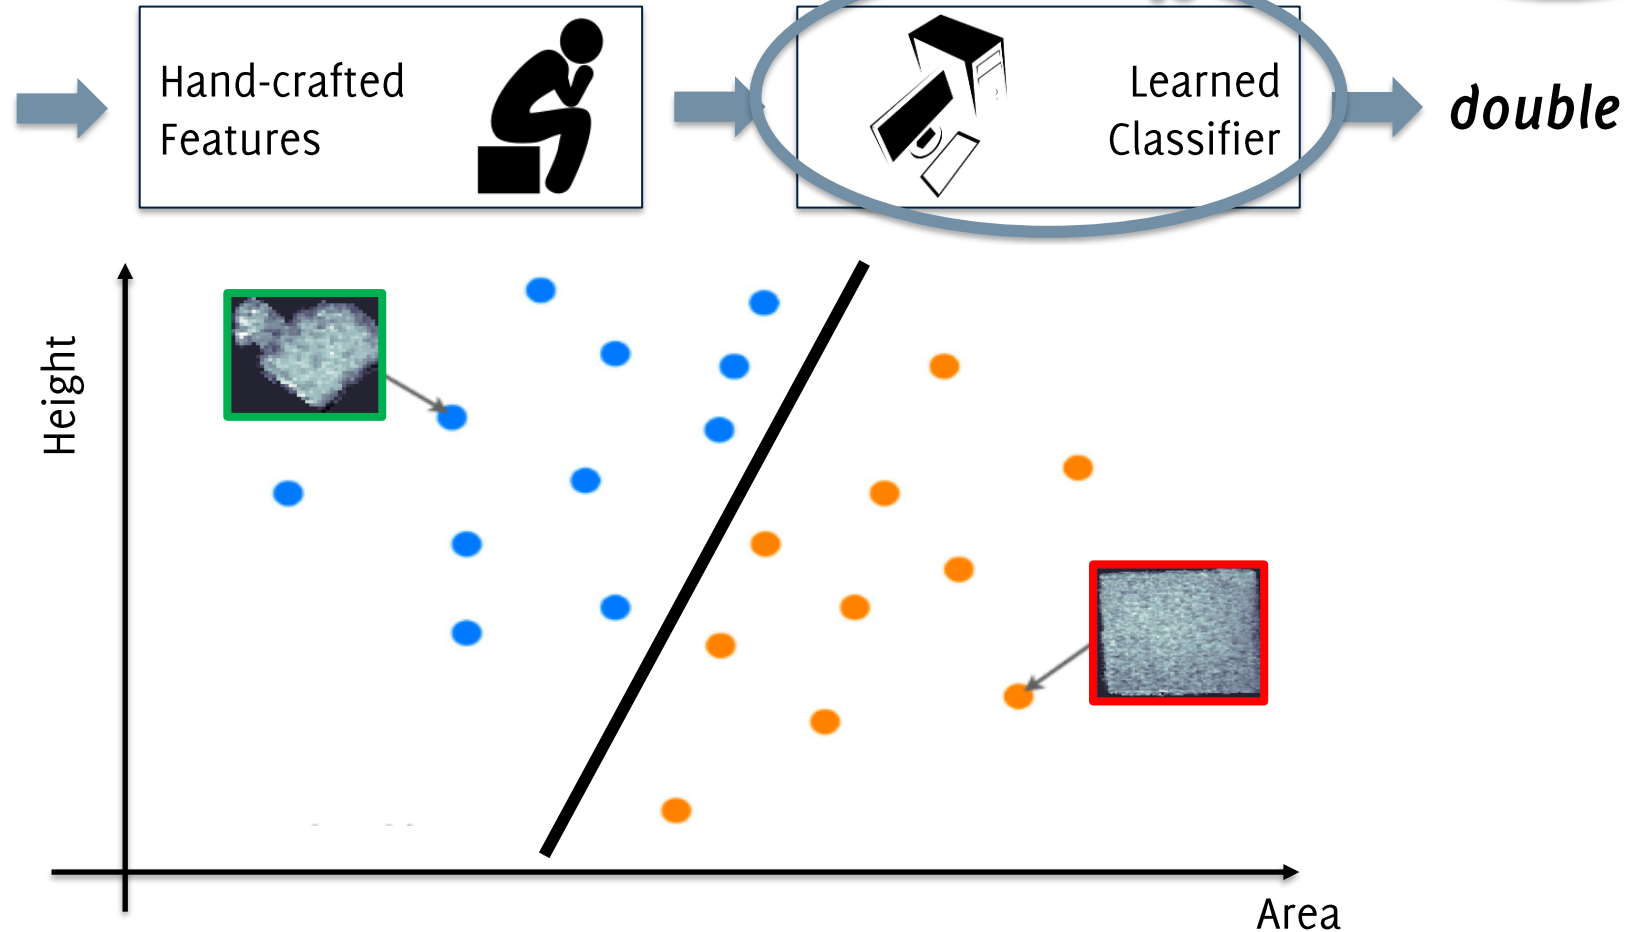 Hand-crafted
Features
Learned
Classifier
double
Height
Area